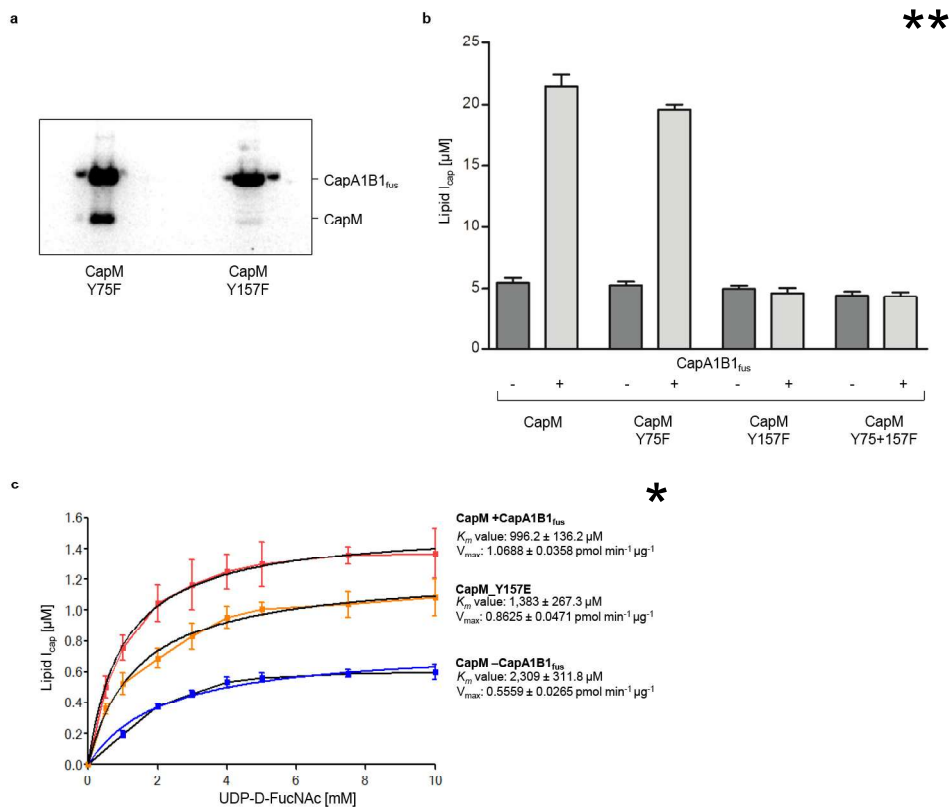 a
CapA1B1fus
CapM
CapM
Y75F
CapM
Y157F
b
**
Lipid Icap [µM]
25
20
15
10
5
0
CapA1B1fus
- + - + - + - +
CapM
CapM
Y75F
CapM
Y157F
CapM
Y75+157F
c
*
Lipid Icap [µM]
1.6
1.4
1.2
1.0
0.8
0.6
0.4
0.2
0.0
0 2 4 6 8 10
UDP-D-FucNAc [mM]
CapM +CapA1B1fus
Km value: 996.2 ± 136.2 µM
Vmax: 1.0688 ± 0.0358 pmol min⁻¹ µg⁻¹
CapM_Y157E
Km value: 1,383 ± 267.3 µM
Vmax: 0.8625 ± 0.0471 pmol min⁻¹ µg⁻¹
CapM –CapA1B1fus
Km value: 2,309 ± 311.8 µM
Vmax: 0.5559 ± 0.0265 pmol min⁻¹ µg⁻¹